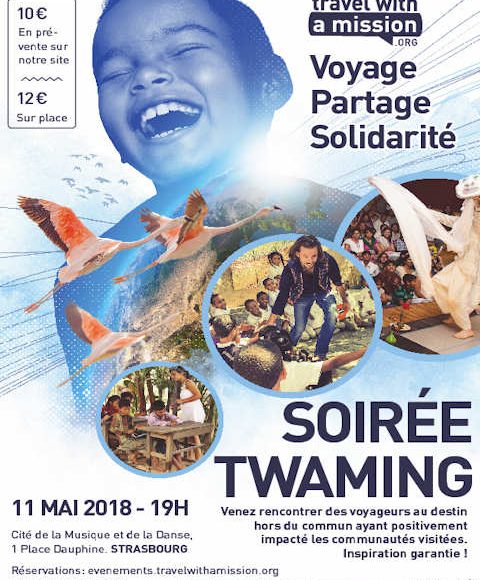 10€
En pré-
vente sur
notre site
12€
Sur place
travel with
a mission
.ORG
Voyage
Partage
Solidarité
SOIRÉE
TWAMING
11 MAI 2018 - 19H
Cité de la Musique et de la Danse,
1 Place Dauphine. STRASBOURG
Venez rencontrer des voyageurs au destin
hors du commun ayant positivement
impacté les communautés visitées.
Inspiration garantie !
Réservations : evenements.travelwithamission.org